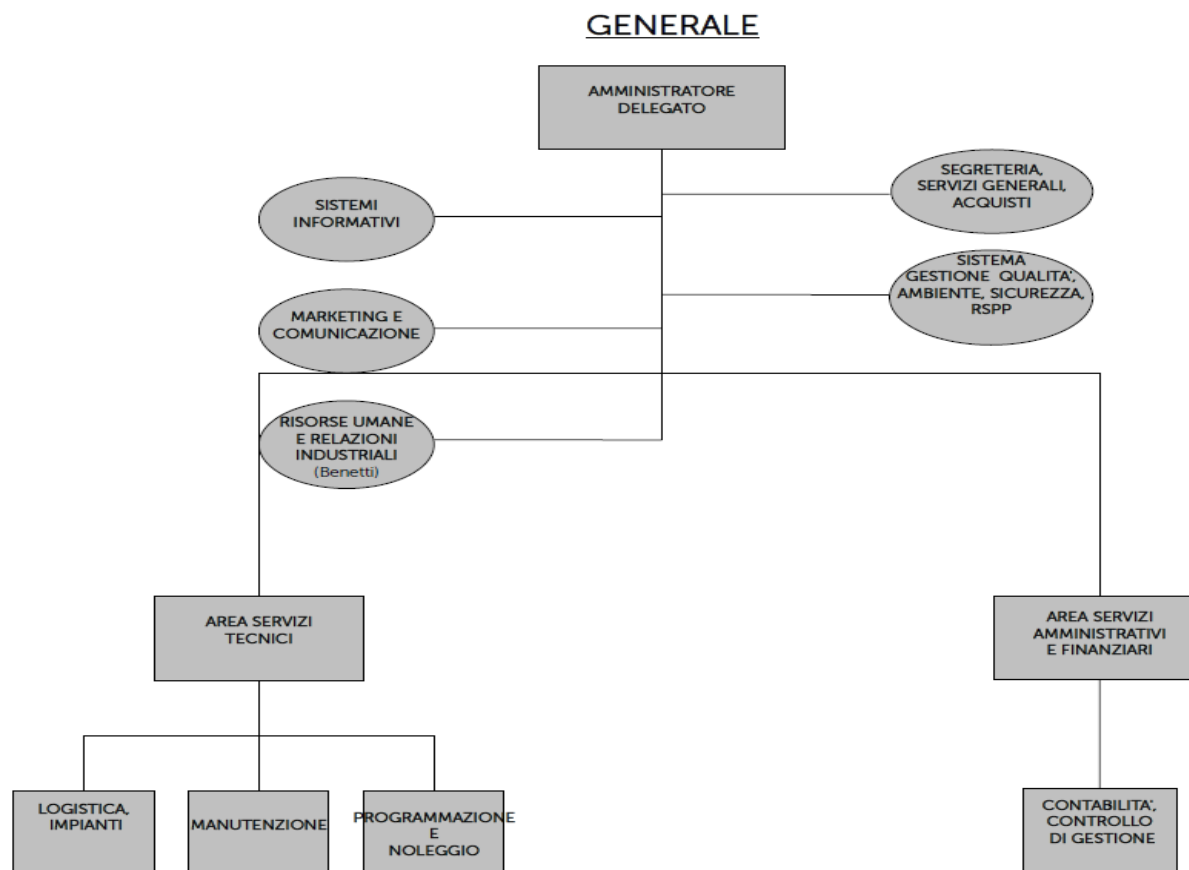 GENERALE
AMMINISTRATORE
DELEGATO
SEGRETERIA,
SERVIZI GENERALI,
ACQUISTI
SISTEMI
INFORMATIVI
SISTEMA
GESTIONE QUALITA',
AMBIENTE, SICUREZZA,
RSPP
MARKETING E
COMUNICAZIONE
RISORSE UMANE
E RELAZIONI
INDUSTRIALI
(Benetti)
AREA SERVIZI
TECNICI
AREA SERVIZI
AMMINISTRATIVI
E FINANZIARI
LOGISTICA,
IMPIANTI
MANUTENZIONE
PROGRAMMAZIONE
E
NOLEGGIO
CONTABILITA',
CONTROLLO
DI GESTIONE